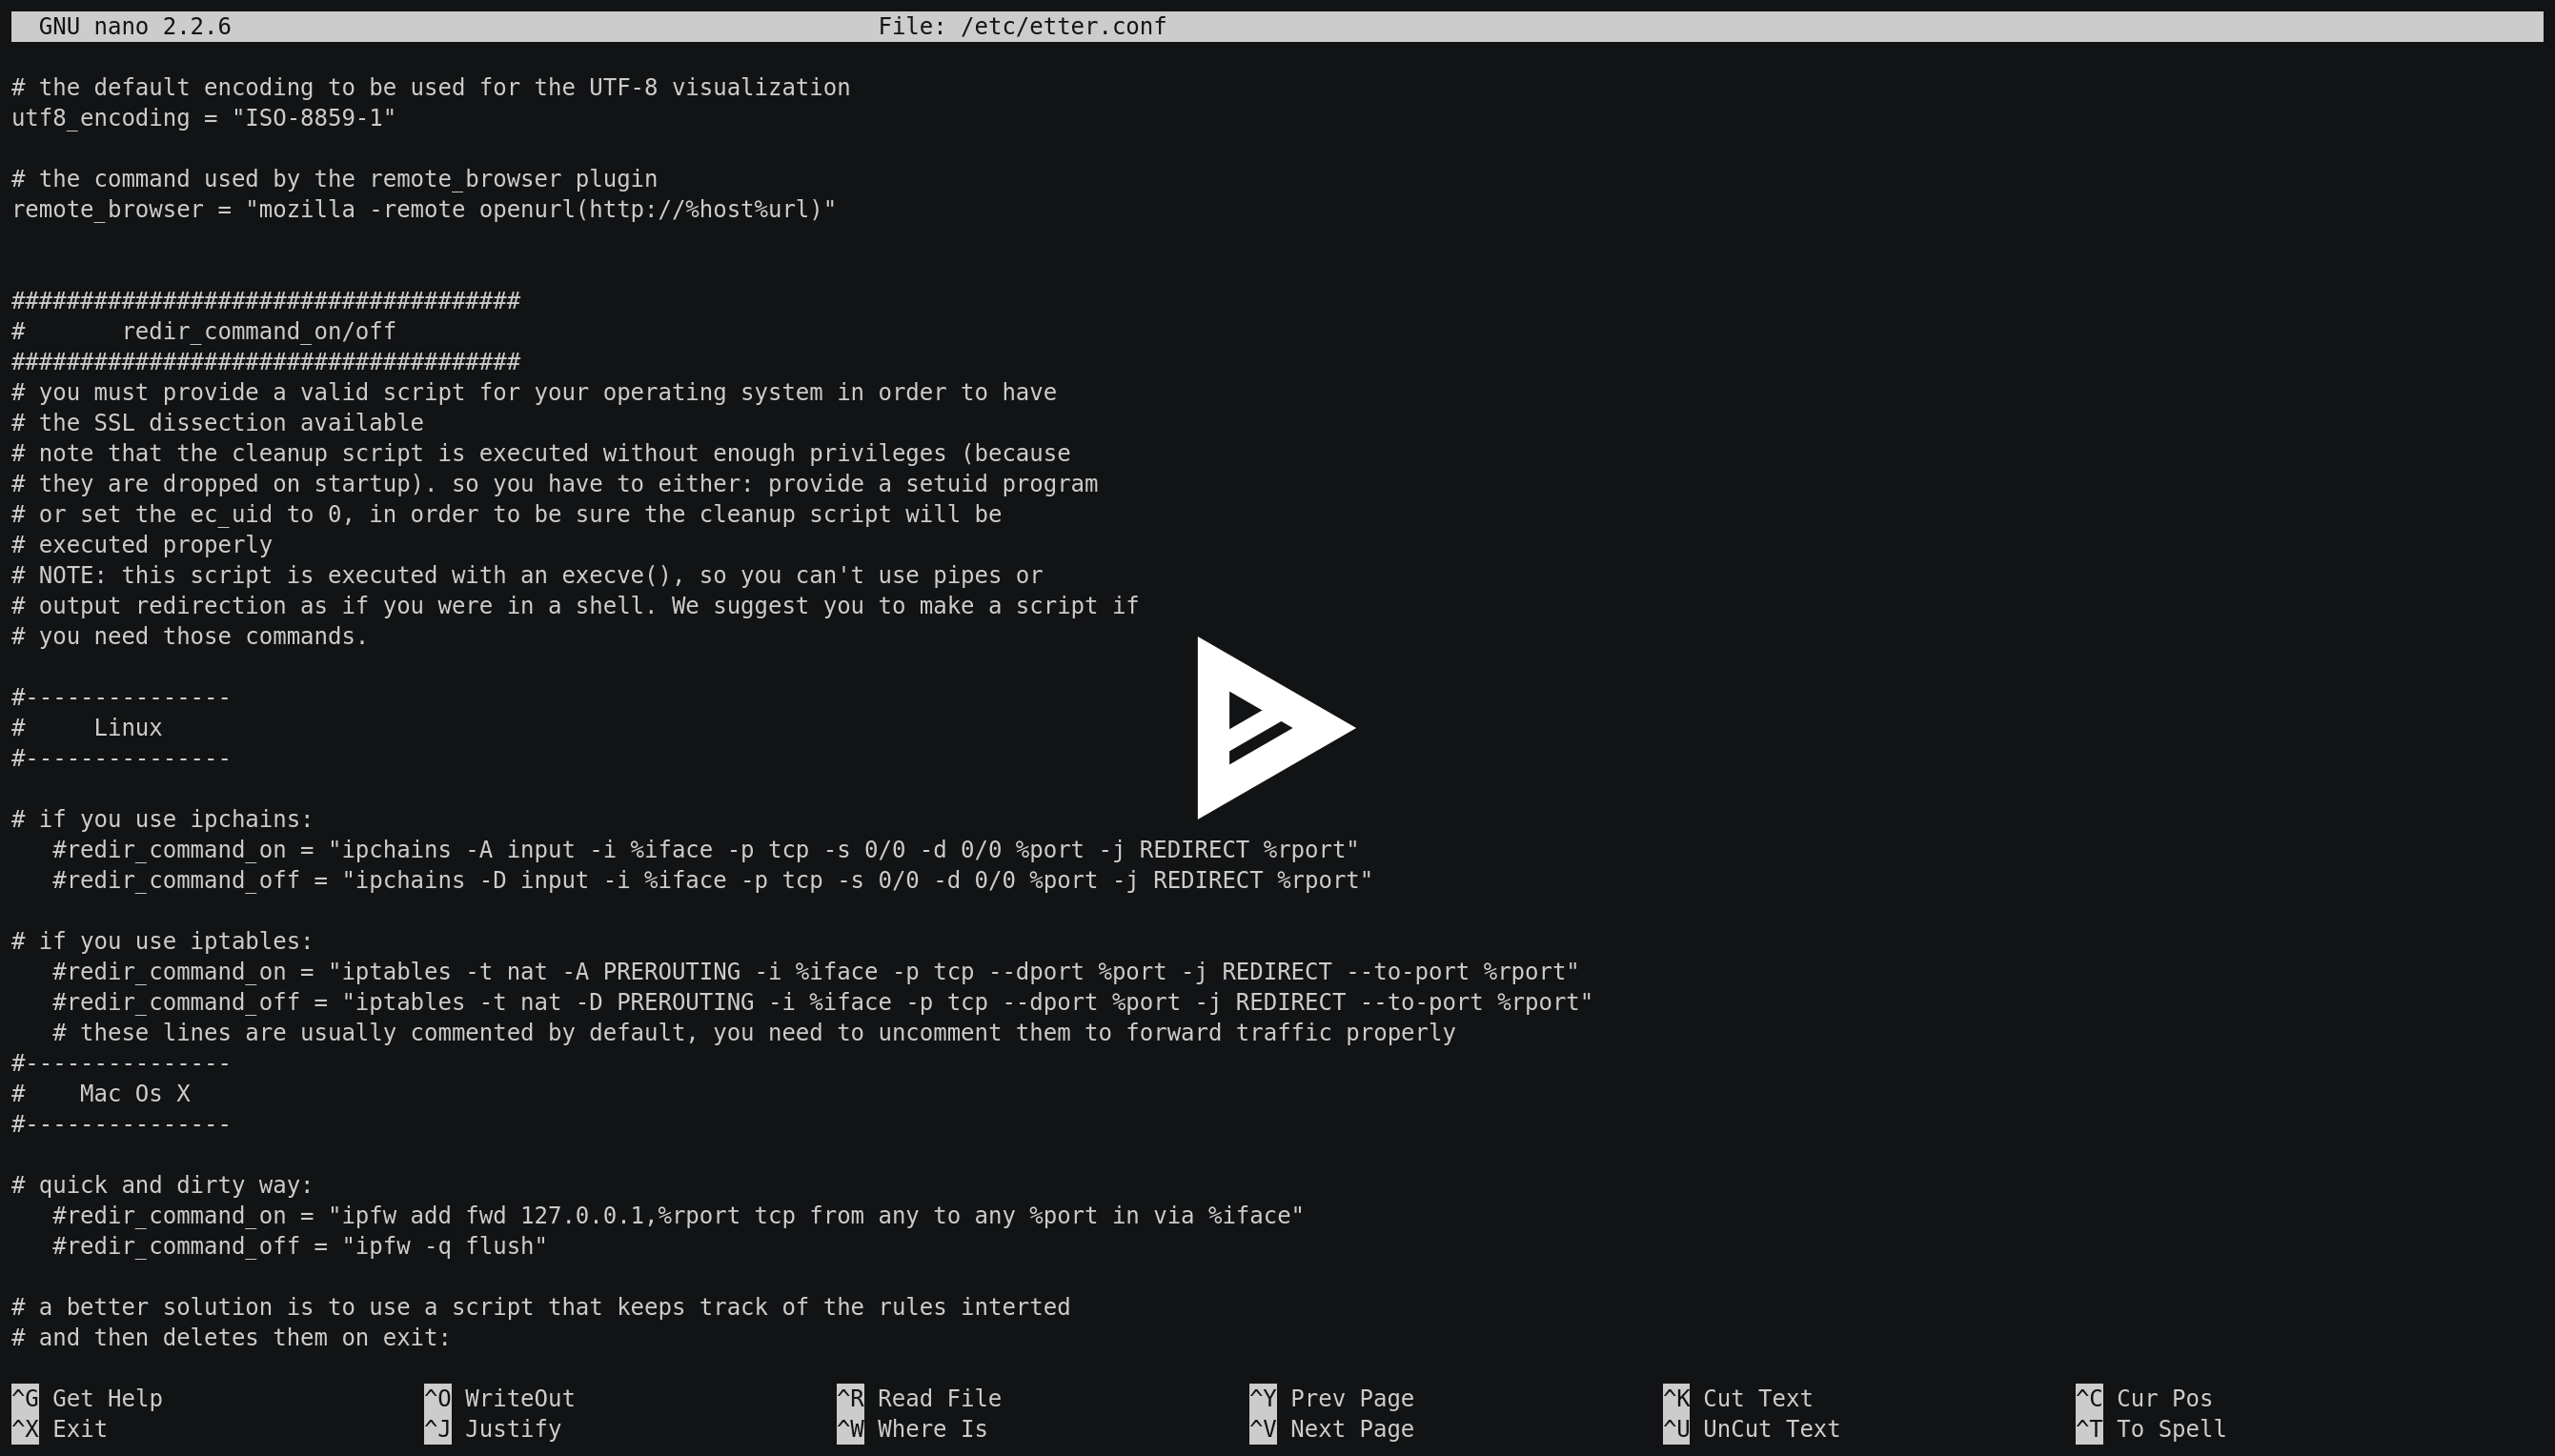 GNU nano 2.2.6 File: /etc/etter.conf
# the default encoding to be used for the UTF-8 visualization
utf8_encoding = "ISO-8859-1"
# the command used by the remote_browser plugin
remote_browser = "mozilla -remote openurl(http://%host%url)"
#####################################
#       redir_command_on/off
#####################################
# you must provide a valid script for your operating system in order to have
# the SSL dissection available
# note that the cleanup script is executed without enough privileges (because
# they are dropped on startup). so you have to either: provide a setuid program
# or set the ec_uid to 0, in order to be sure the cleanup script will be
# executed properly
# NOTE: this script is executed with an execve(), so you can't use pipes or
# output redirection as if you were in a shell. We suggest you to make a script if
# you need those commands.
#---------------
#     Linux
#---------------
# if you use ipchains:
   #redir_command_on = "ipchains -A input -i %iface -p tcp -s 0/0 -d 0/0 %port -j REDIRECT %rport"
   #redir_command_off = "ipchains -D input -i %iface -p tcp -s 0/0 -d 0/0 %port -j REDIRECT %rport"
# if you use iptables:
   #redir_command_on = "iptables -t nat -A PREROUTING -i %iface -p tcp --dport %port -j REDIRECT --to-port %rport"
   #redir_command_off = "iptables -t nat -D PREROUTING -i %iface -p tcp --dport %port -j REDIRECT --to-port %rport"
   # these lines are usually commented by default, you need to uncomment them to forward traffic properly
#---------------
#    Mac Os X
#---------------
# quick and dirty way:
   #redir_command_on = "ipfw add fwd 127.0.0.1,%rport tcp from any to any %port in via %iface"
   #redir_command_off = "ipfw -q flush"
# a better solution is to use a script that keeps track of the rules interted
# and then deletes them on exit:
^G Get Help ^O WriteOut ^R Read File ^Y Prev Page ^K Cut Text ^C Cur Pos
^X Exit ^J Justify ^W Where Is ^V Next Page ^U UnCut Text ^T To Spell